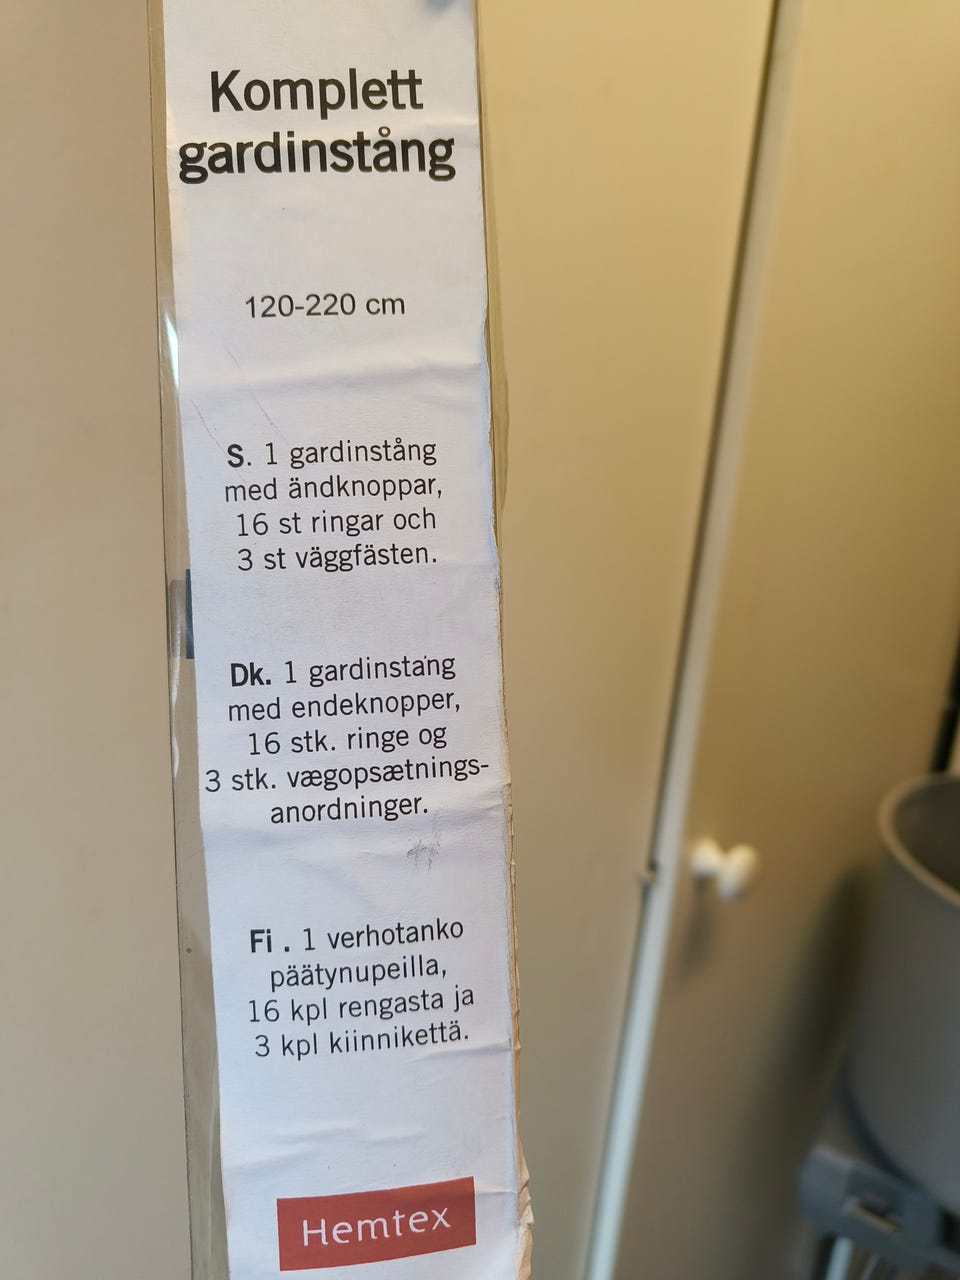 Komplett
gardinstång
120-220 cm
S. 1 gardinstång
med ändknoppar,
16 st ringar och
3 st väggfästen.
Dk. 1 gardinstang
med endeknopper,
16 stk. ringe og
3 stk. vægopsætnings-
anordninger.
Fi . 1 verhotanko
päätynupeilla,
16 kpl rengasta ja
3 kpl kiinnikettä.
Hemtex